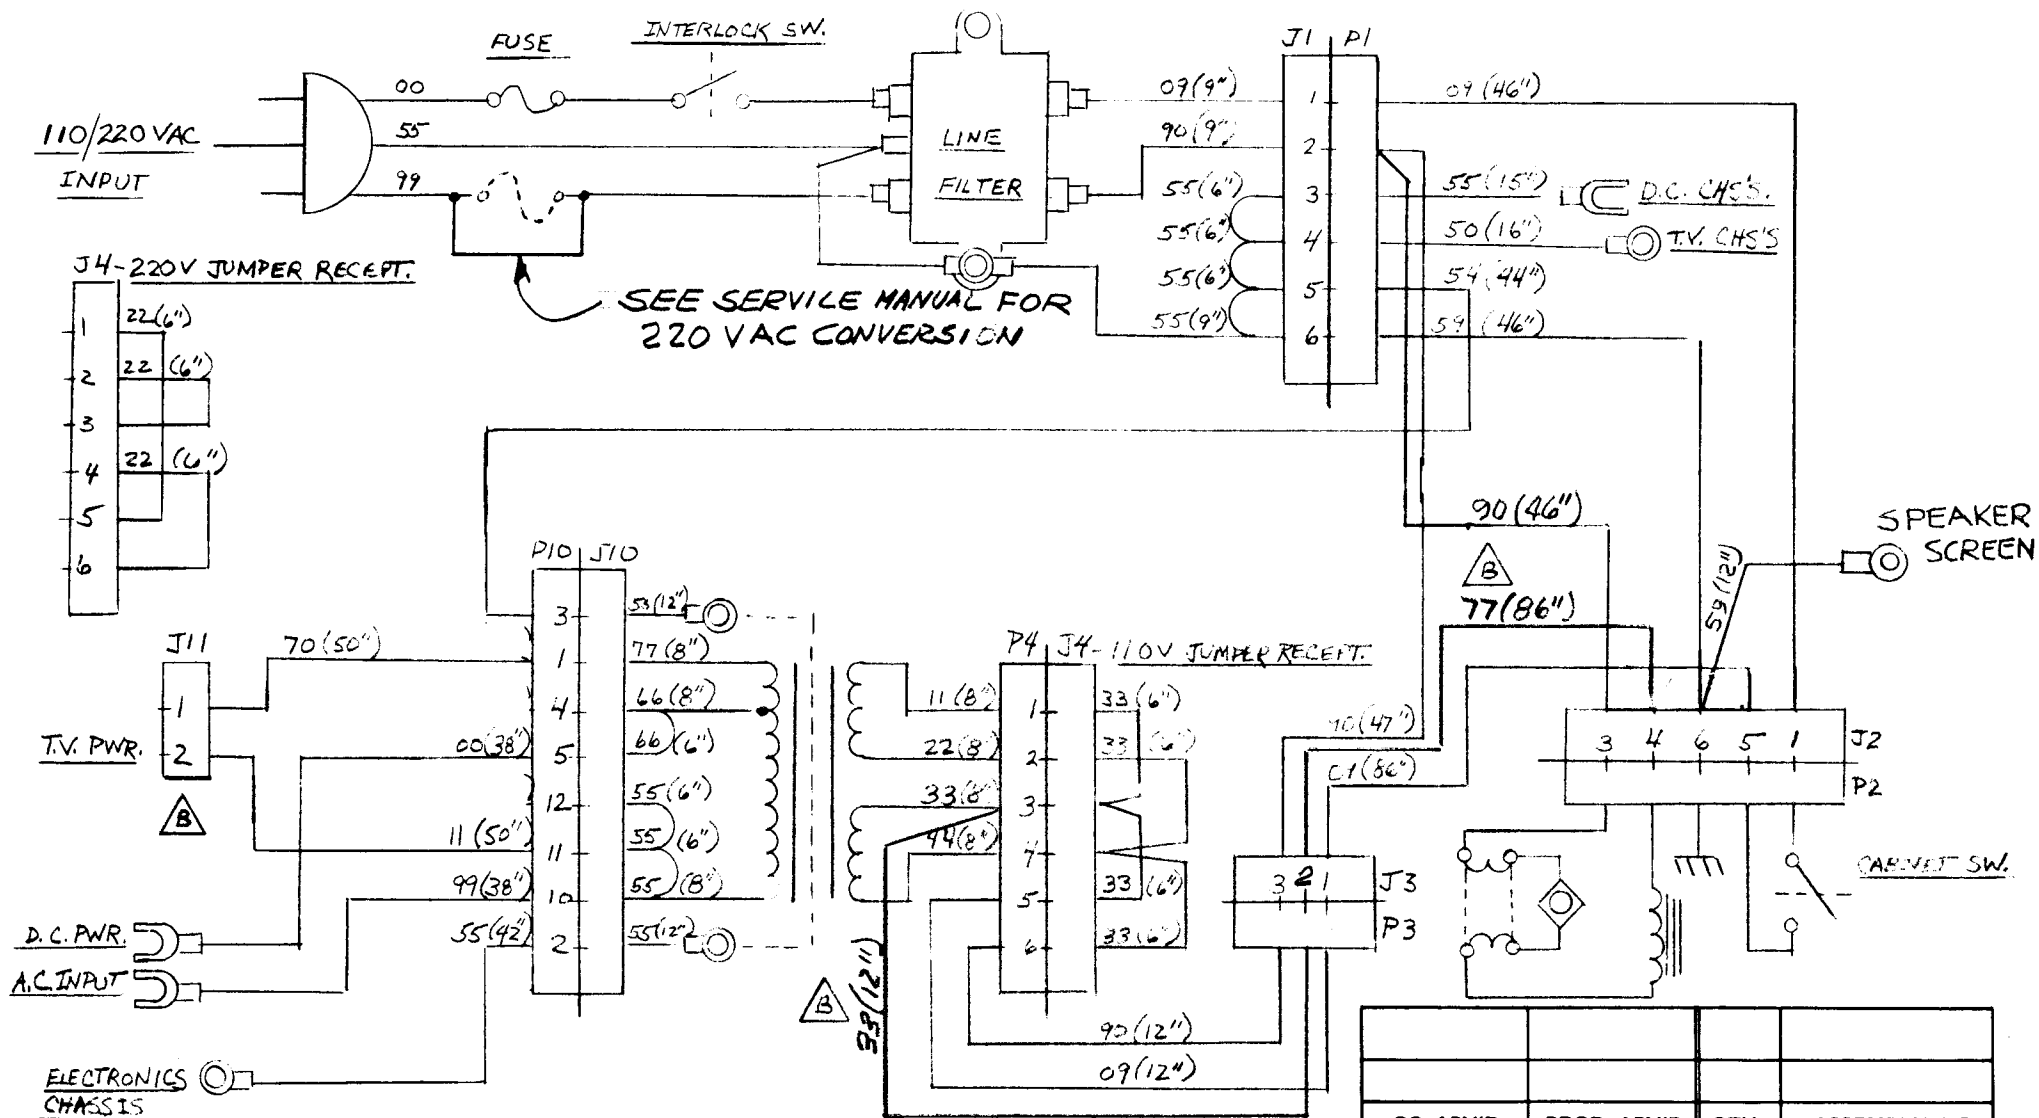 FUSE
INTERLOCK SW.
J1 P1
00
55
99
110/220 VAC
INPUT
LINE
FILTER
09(9")
90(9")
55(6")
55(6")
55(6")
55(9")
1
2
3
4
5
6
09(46")
55(15")
D.C. CHS'S.
50(16")
T.V. CHS'S
54(44")
59 (46")
SEE SERVICE MANUAL FOR
220 VAC CONVERSION
J4-220V JUMPER RECEPT.
1
22(6")
2
22 (6")
3
4
22 (6")
5
6
90(46")
B
77(86")
59(12")
SPEAKER
SCREEN
P10 J10
3
53(12")
1
77(8")
4
66(8")
5
66 (6")
12
55(6")
11
55 (6")
10
55 (8")
2
55(12")
J11
1
2
T.V. PWR.
B
70(50")
00(38")
11(50")
99(38")
55(42")
D.C. PWR.
A.C. INPUT
ELECTRONICS
CHASSIS
P4 J4-110V JUMPER RECEPT.
11(8")
22(8
33(8"
44(8")
1
2
3
4
5
6
33(6")
33 (6"
33 (6")
33(6")
B
33(12")
90(12")
09(12")
(47")
(86")
3 2 1
J3
P3
3 4 6 5 1
J2
P2
CABINET SW.